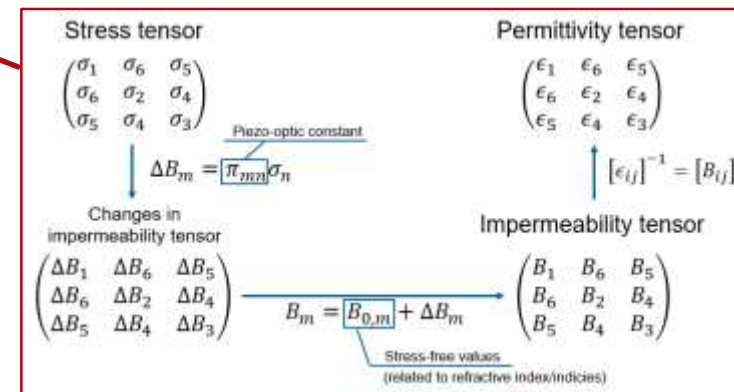 Stress tensor
σ₁ σ₆ σ₅
σ₆ σ₂ σ₄
σ₅ σ₄ σ₃
Piezo-optic constant
ΔBₘ = πₘₙσₙ
Changes in
impermeability tensor
ΔB₁ ΔB₆ ΔB₅
ΔB₆ ΔB₂ ΔB₄
ΔB₅ ΔB₄ ΔB₃
Bₘ = B₀,ₘ + ΔBₘ
Stress-free values
(related to refractive index/indicies)
Permittivity tensor
ϵ₁ ϵ₆ ϵ₅
ϵ₆ ϵ₂ ϵ₄
ϵ₅ ϵ₄ ϵ₃
[ϵᵢⱼ]⁻¹ = [Bᵢⱼ]
Impermeability tensor
B₁ B₆ B₅
B₆ B₂ B₄
B₅ B₄ B₃